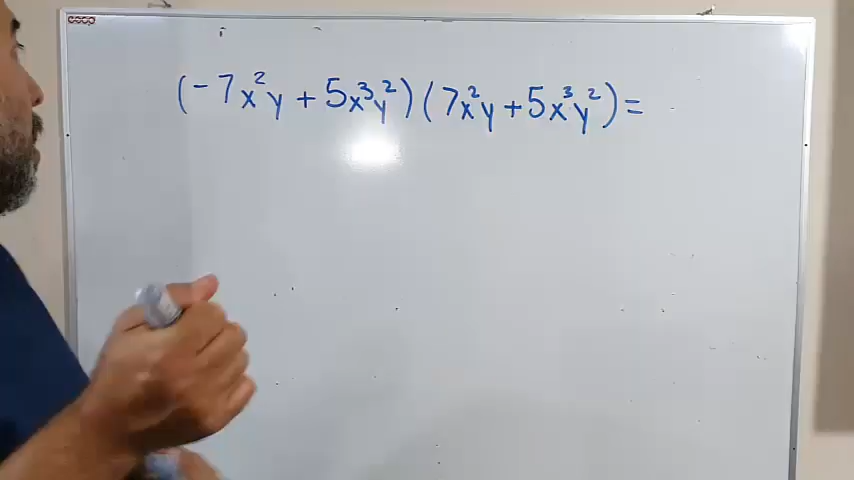 (-7x²y + 5x³y²)(7x²y + 5x³y²) =